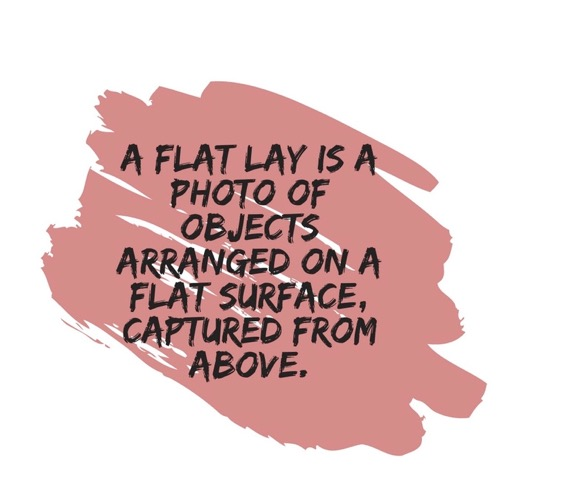 A FLAT LAY IS A
PHOTO OF
OBJECTS
ARRANGED ON A
FLAT SURFACE,
CAPTURED FROM
ABOVE.